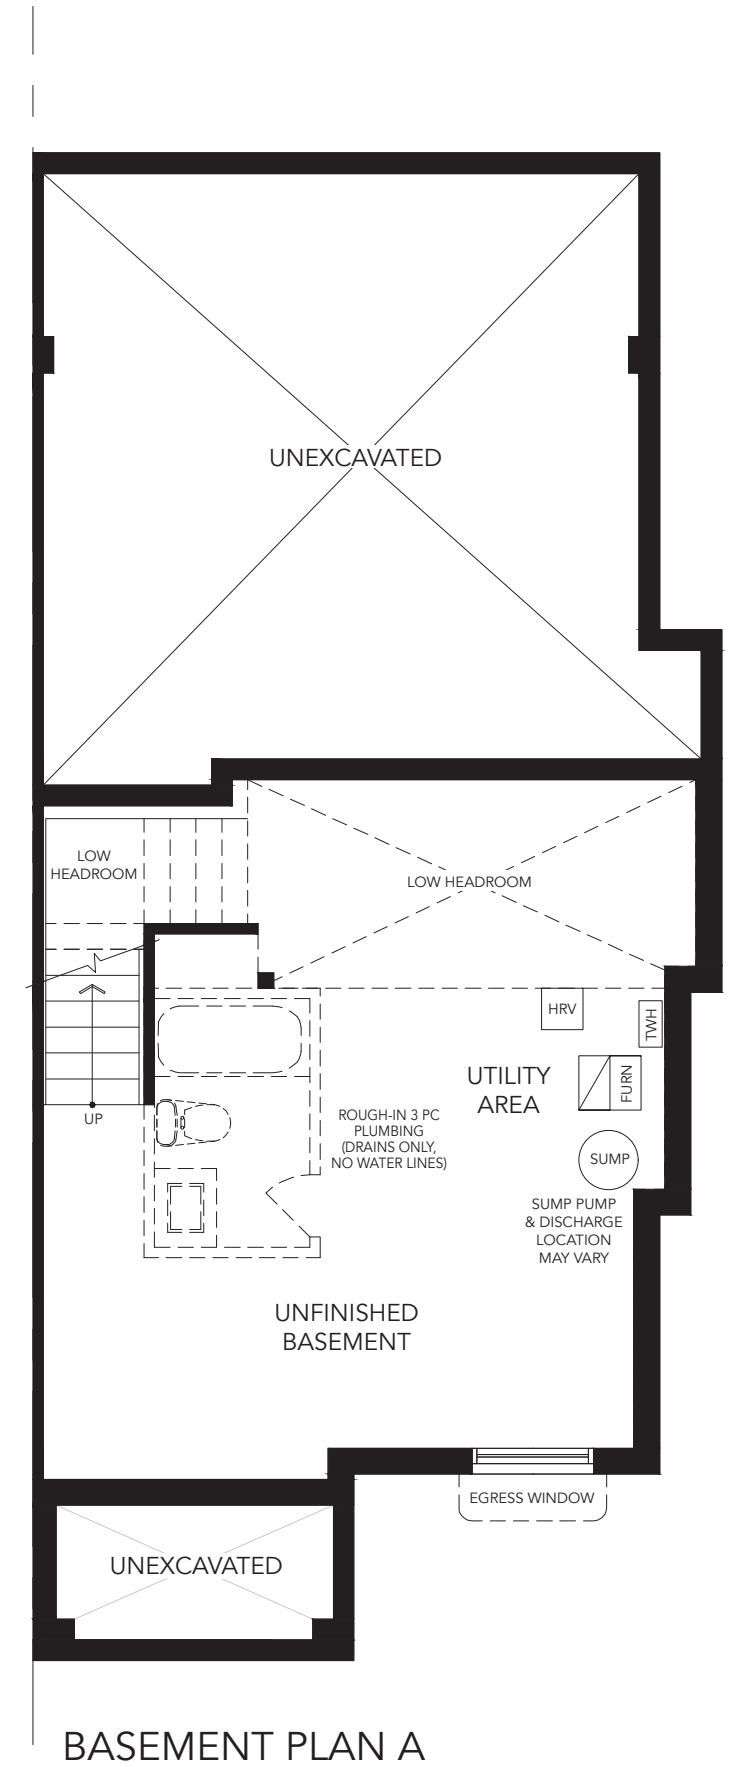 UNEXCAVATED
LOW
HEADROOM
LOW HEADROOM
HRV
TWH
UTILITY
AREA
FURN
UP
ROUGH-IN 3 PC
PLUMBING
(DRAINS ONLY,
NO WATER LINES)
SUMP
SUMP PUMP
& DISCHARGE
LOCATION
MAY VARY
UNFINISHED
BASEMENT
EGRESS WINDOW
UNEXCAVATED
BASEMENT PLAN A